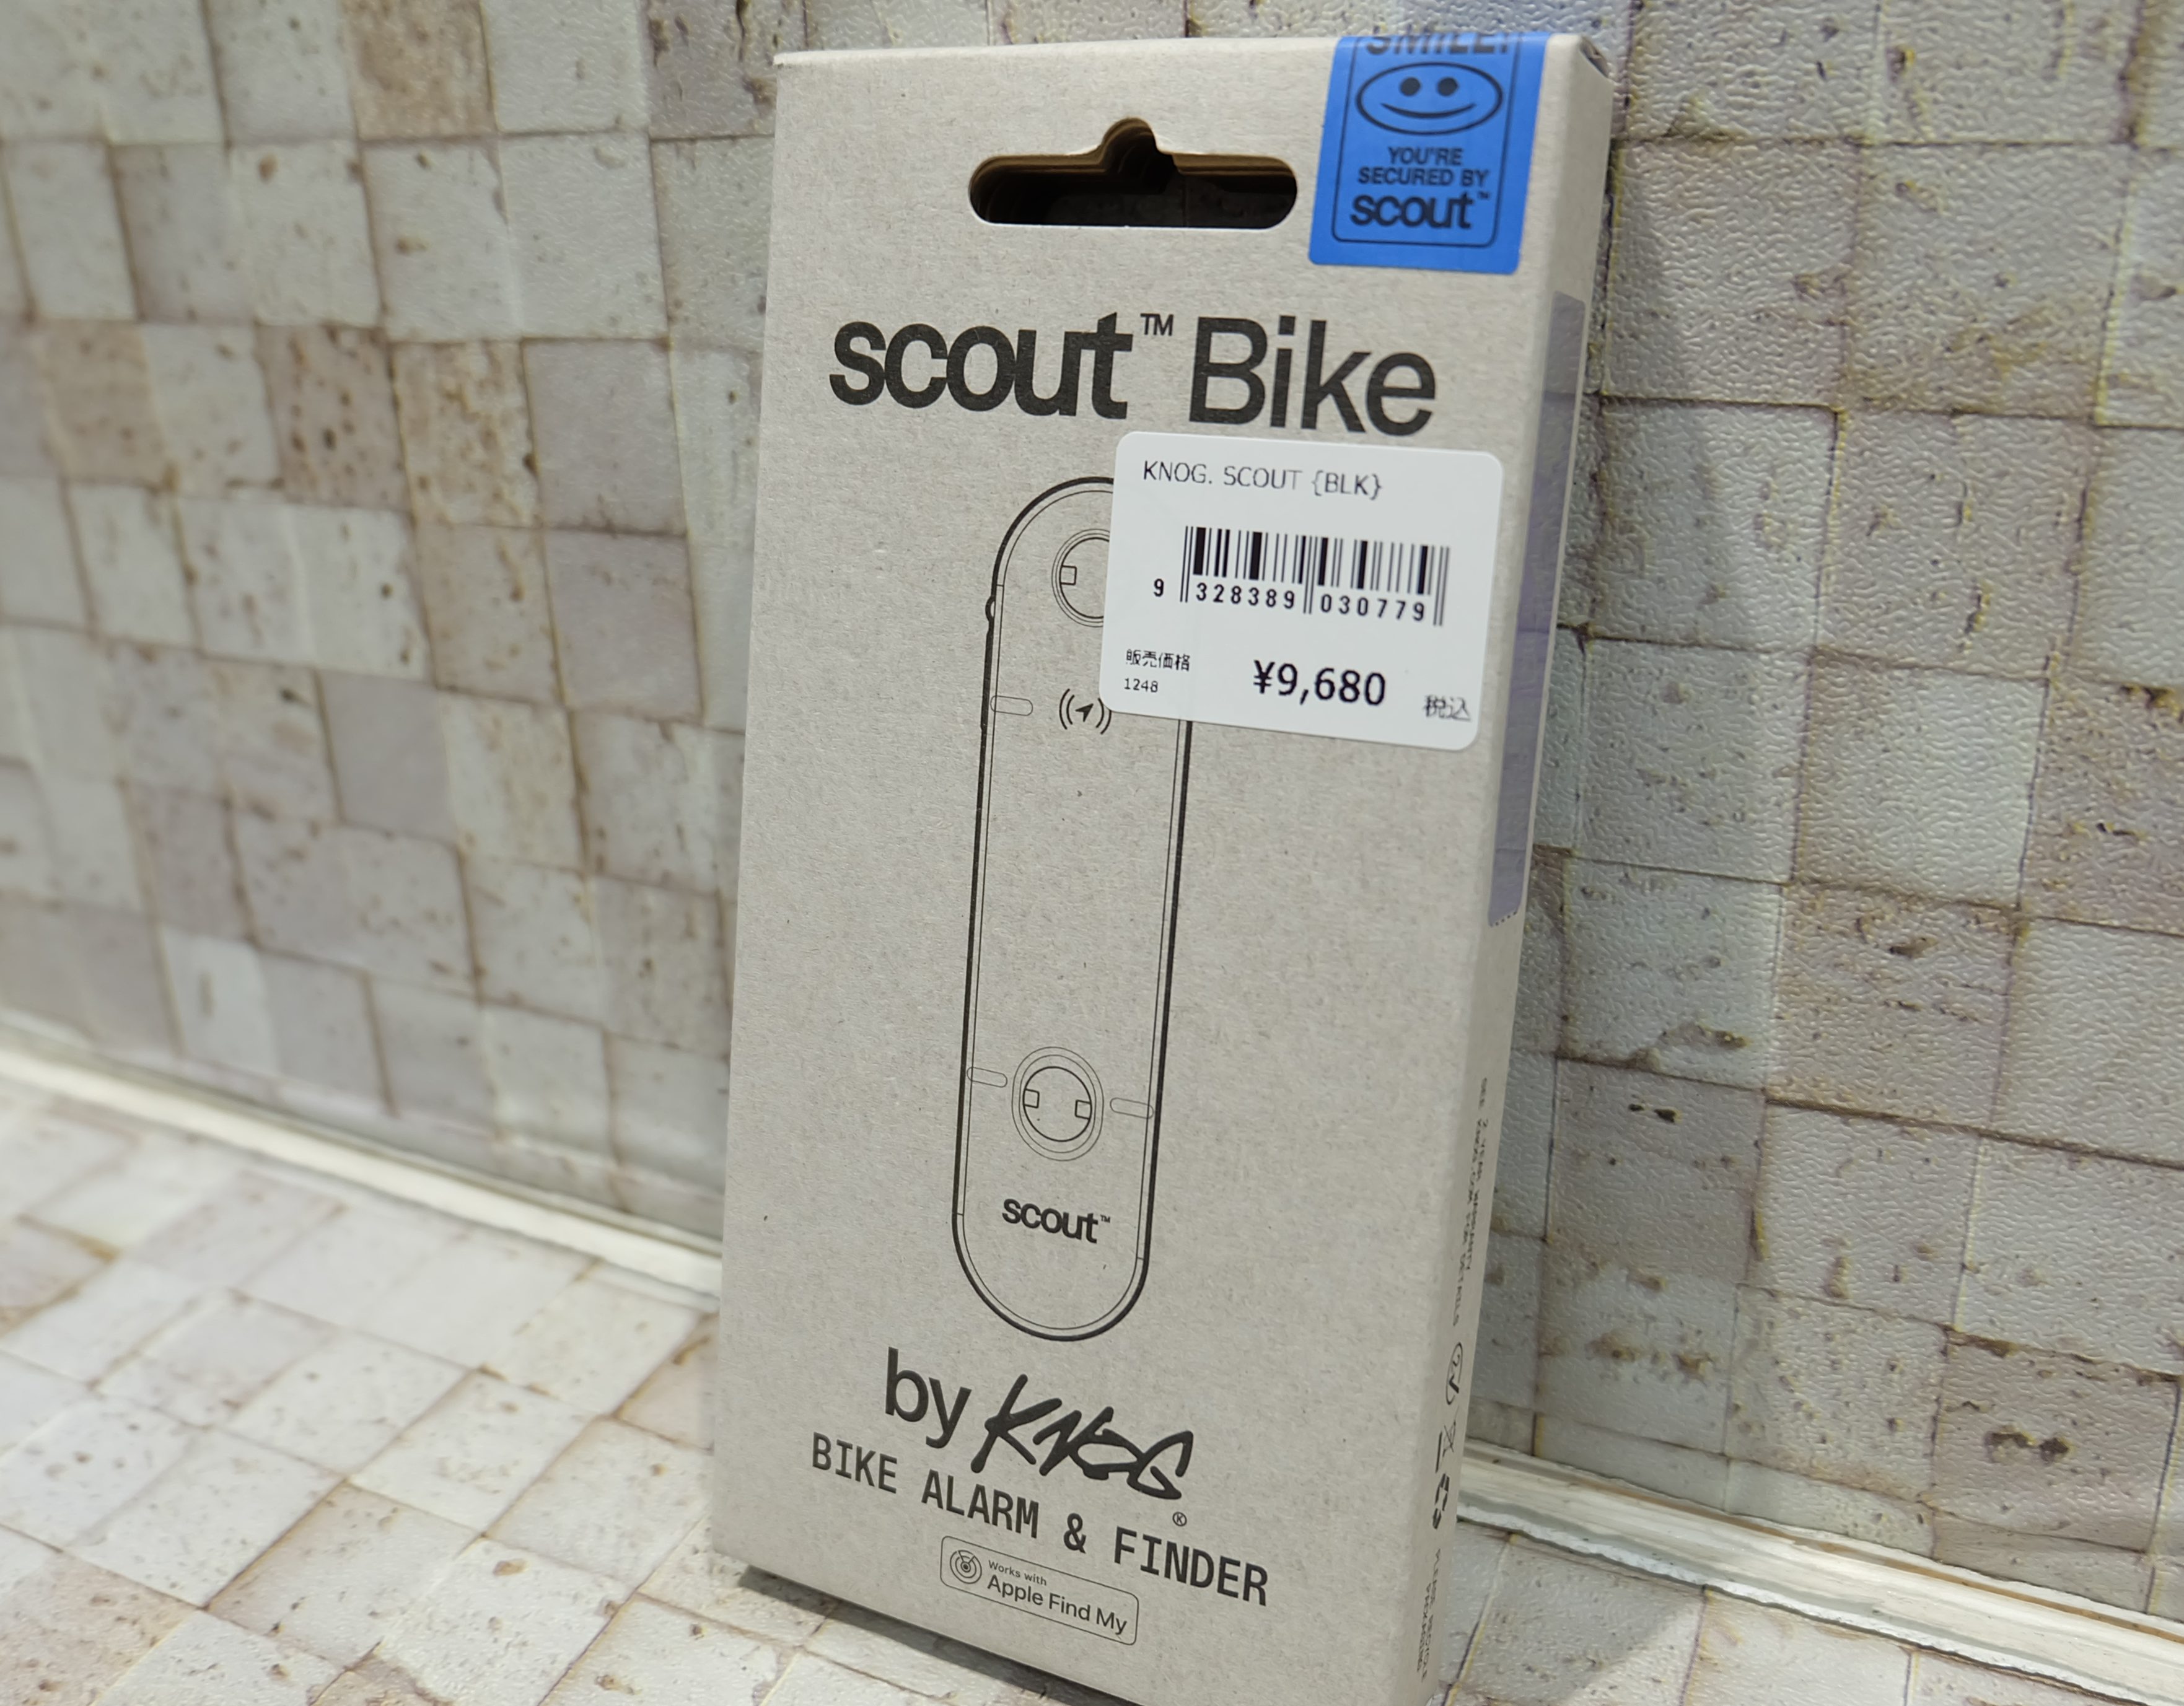 SMILE!
YOU'RE
SECURED BY
scout™
scout™ Bike
KNOG. SCOUT {BLK}
9 328389 030779
販売価格
1248
¥9,680
税込
scout™
by KNOG®
BIKE ALARM & FINDER
Works with
Apple Find My